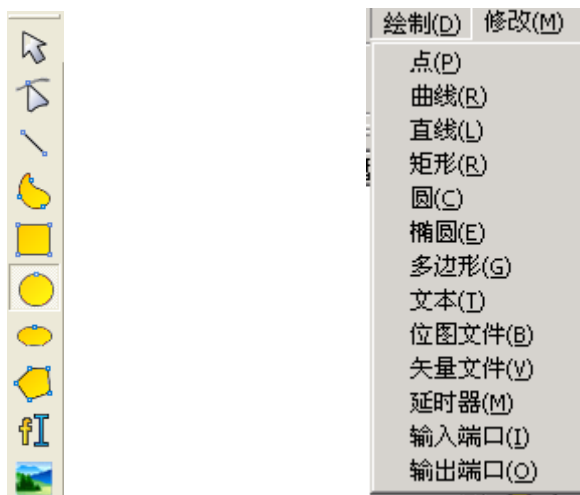 绘制(D) 修改(M)
点(P)
曲线(R)
直线(L)
矩形(R)
圆(C)
椭圆(E)
多边形(G)
文本(T)
位图文件(B)
矢量文件(V)
延时器(M)
输入端口(I)
输出端口(O)